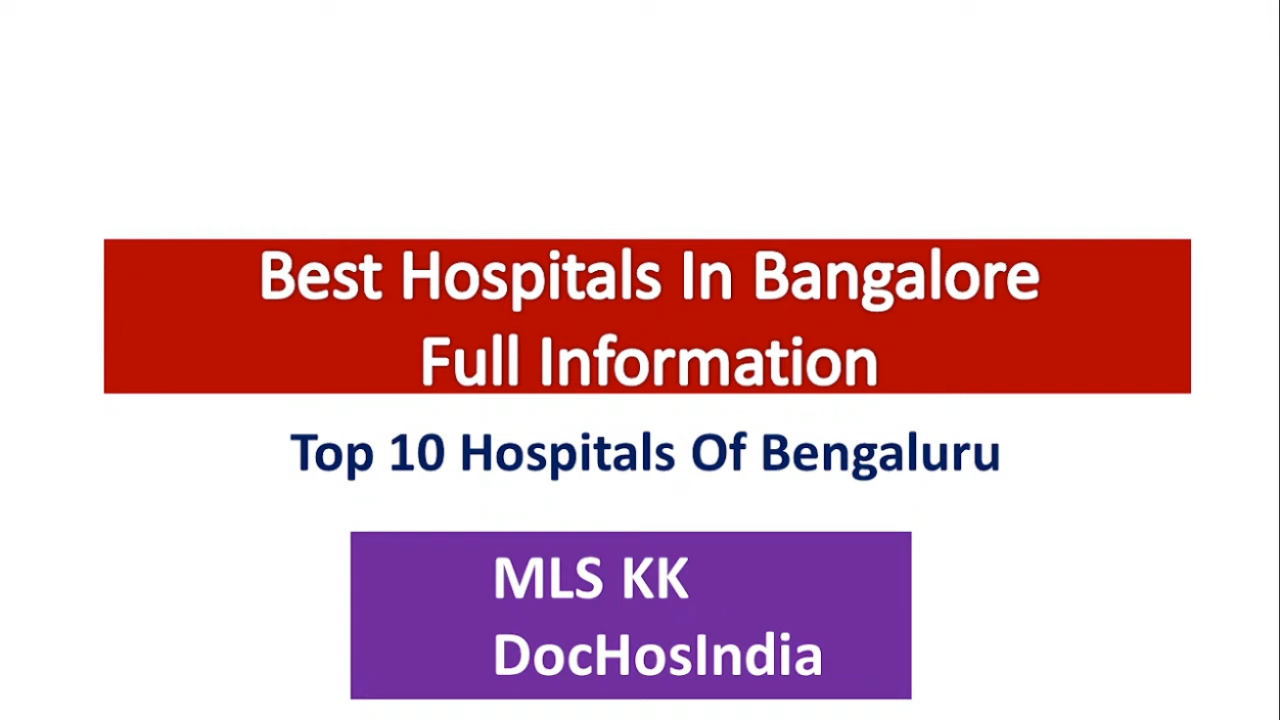 Best Hospitals In Bangalore
Full Information
Top 10 Hospitals Of Bengaluru
MLS KK
DocHosIndia